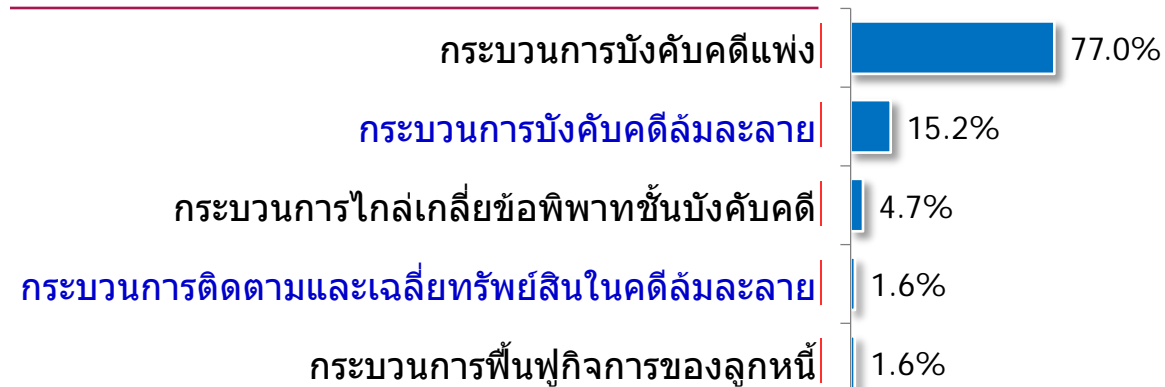 กระบวนการบังคับคดีแพ่ง 77.0%
กระบวนการบังคับคดีล้มละลาย 15.2%
กระบวนการไกล่เกลี่ยข้อพิพาทชั้นบังคับคดี 4.7%
กระบวนการติดตามและเฉลี่ยทรัพย์สินในคดีล้มละลาย 1.6%
กระบวนการฟื้นฟูกิจการของลูกหนี้ 1.6%